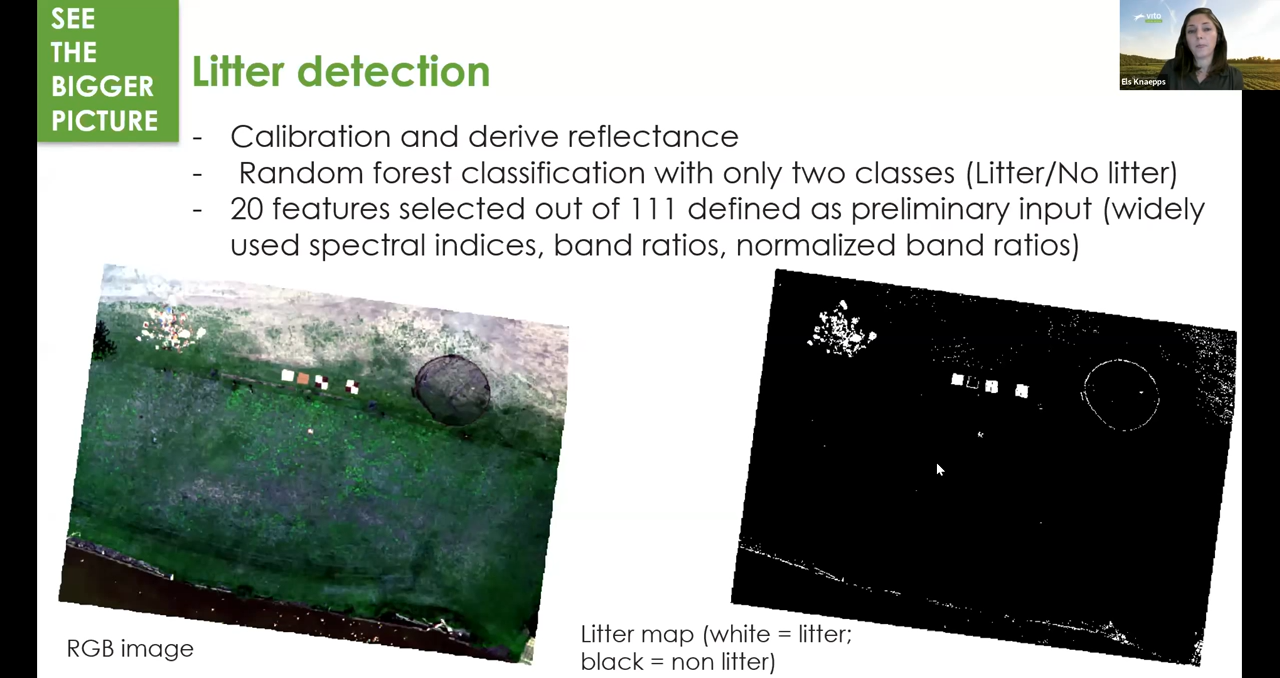 SEE
THE
BIGGER
PICTURE
Litter detection
- Calibration and derive reflectance
- Random forest classification with only two classes (Litter/No litter)
- 20 features selected out of 111 defined as preliminary input (widely
used spectral indices, band ratios, normalized band ratios)
vito
Els Knaepps
RGB image
Litter map (white = litter;
black = non litter)